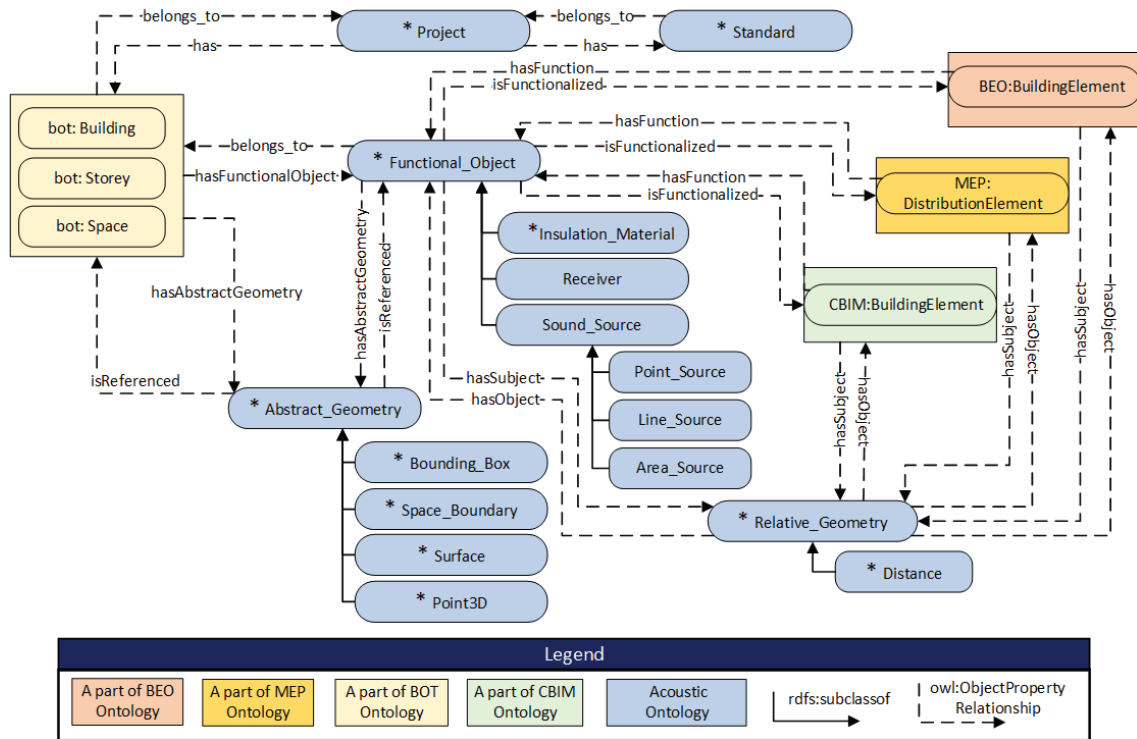 belongs_to
belongs_to
* Project
* Standard
has
has
hasFunction
isFunctionalized
BEO:BuildingElement
bot: Building
hasFunction
belongs_to
isFunctionalized
* Functional_Object
bot: Storey
hasFunctionalObject
hasFunction
isFunctionalized
MEP:
DistributionElement
bot: Space
* Insulation_Material
hasAbstractGeometry
isReferenced
hasAbstractGeometry
Receiver
CBIM:BuildingElement
Sound_Source
hasSubject
hasObject
hasSubject
hasObject
isReferenced
hasSubject
hasObject
Point_Source
hasSubject
hasObject
* Abstract_Geometry
Line_Source
* Bounding_Box
Area_Source
* Space_Boundary
* Relative_Geometry
* Surface
* Distance
* Point3D
Legend
A part of BEO
Ontology
A part of MEP
Ontology
A part of BOT
Ontology
A part of CBIM
Ontology
Acoustic
Ontology
rdfs:subclassof
owl:ObjectProperty
Relationship